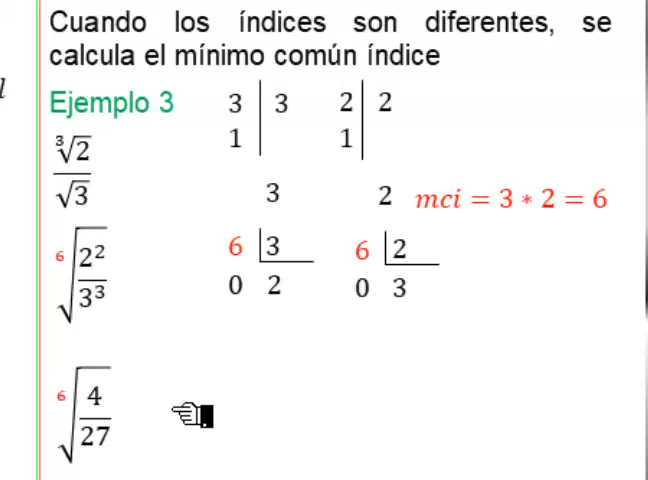 Cuando los índices son diferentes, se
calcula el mínimo común índice
l
Ejemplo 3
3 | 3 2 | 2
1 | 1 |
∛2 / √3
3 2 mci = 3 * 2 = 6
⁶√(2² / 3³)
6 |3 6 |2
0 2 0 3
⁶√(4 / 27)